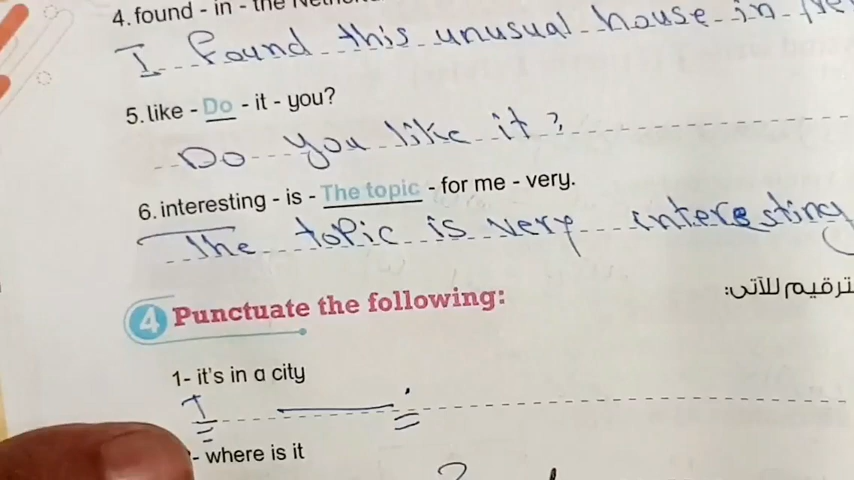 4. found - in - the
I found this unusual house in
5. like - Do - it - you?
Do you like it?
6. interesting - is - The topic - for me - very.
The topic is very interesting
4 Punctuate the following:
ترقيم للآتى:
1- it's in a city
I .
- where is it
?